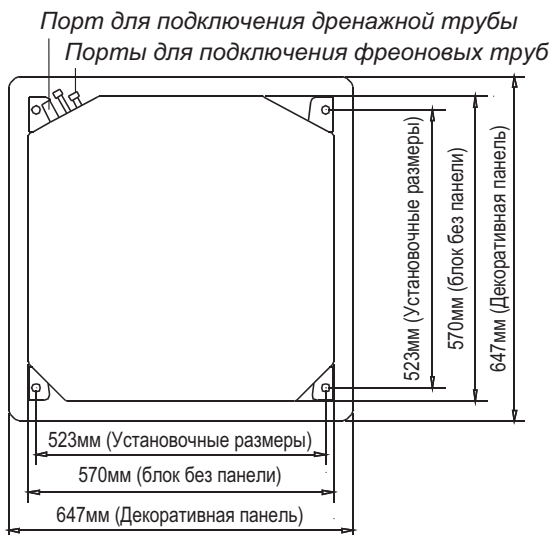 Порт для подключения дренажной трубы
Порты для подключения фреоновых труб
523мм (Установочные размеры)
570мм (блок без панели)
647мм (Декоративная панель)
523мм (Установочные размеры)
570мм (блок без панели)
647мм (Декоративная панель)